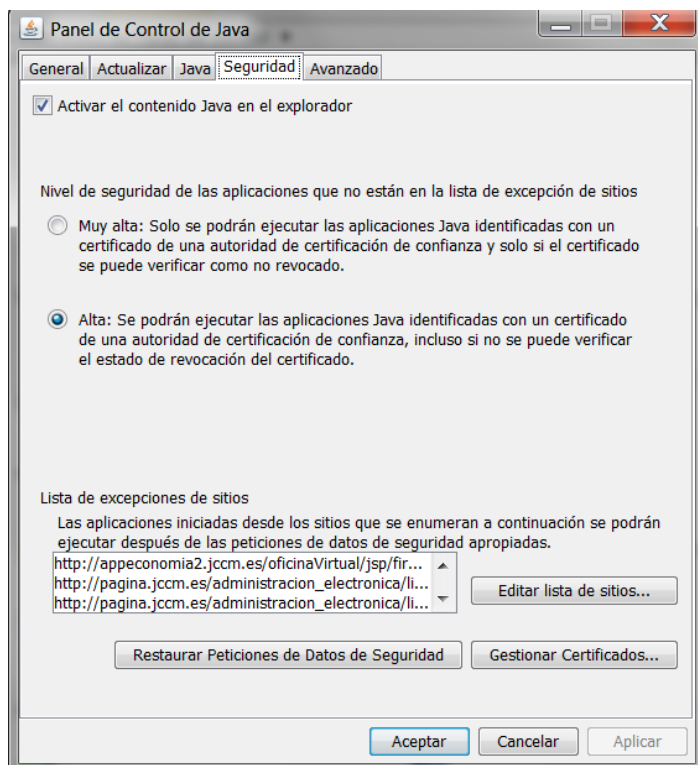 Panel de Control de Java
General Actualizar Java Seguridad Avanzado
Activar el contenido Java en el explorador
Nivel de seguridad de las aplicaciones que no están en la lista de excepción de sitios
Muy alta: Solo se podrán ejecutar las aplicaciones Java identificadas con un
certificado de una autoridad de certificación de confianza y solo si el certificado
se puede verificar como no revocado.
Alta: Se podrán ejecutar las aplicaciones Java identificadas con un certificado
de una autoridad de certificación de confianza, incluso si no se puede verificar
el estado de revocación del certificado.
Lista de excepciones de sitios
Las aplicaciones iniciadas desde los sitios que se enumeran a continuación se podrán
ejecutar después de las peticiones de datos de seguridad apropiadas.
http://appeconomia2.jccm.es/oficinaVirtual/jsp/fir...
http://pagina.jccm.es/administracion_electronica/li...
http://pagina.jccm.es/administracion_electronica/li...
Editar lista de sitios...
Restaurar Peticiones de Datos de Seguridad Gestionar Certificados...
Aceptar Cancelar Aplicar